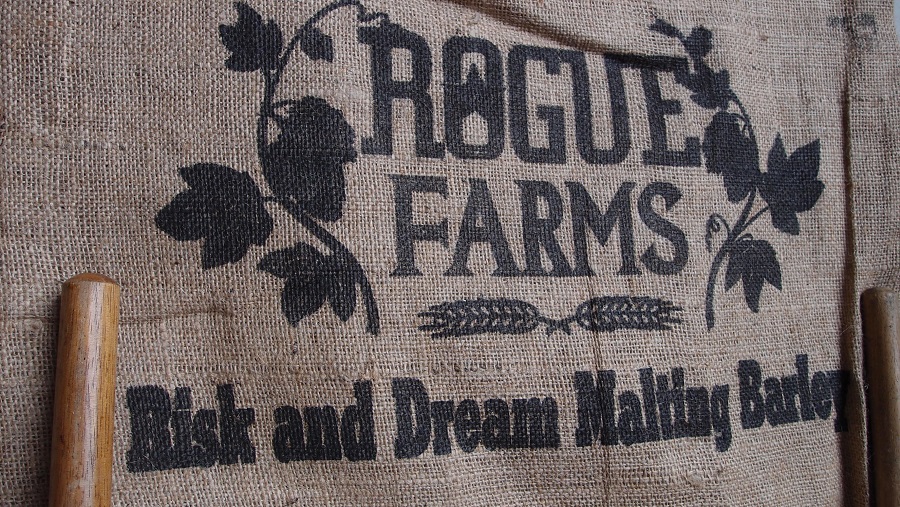 ROGUE
FARMS
Risk and Dream Malting Barley